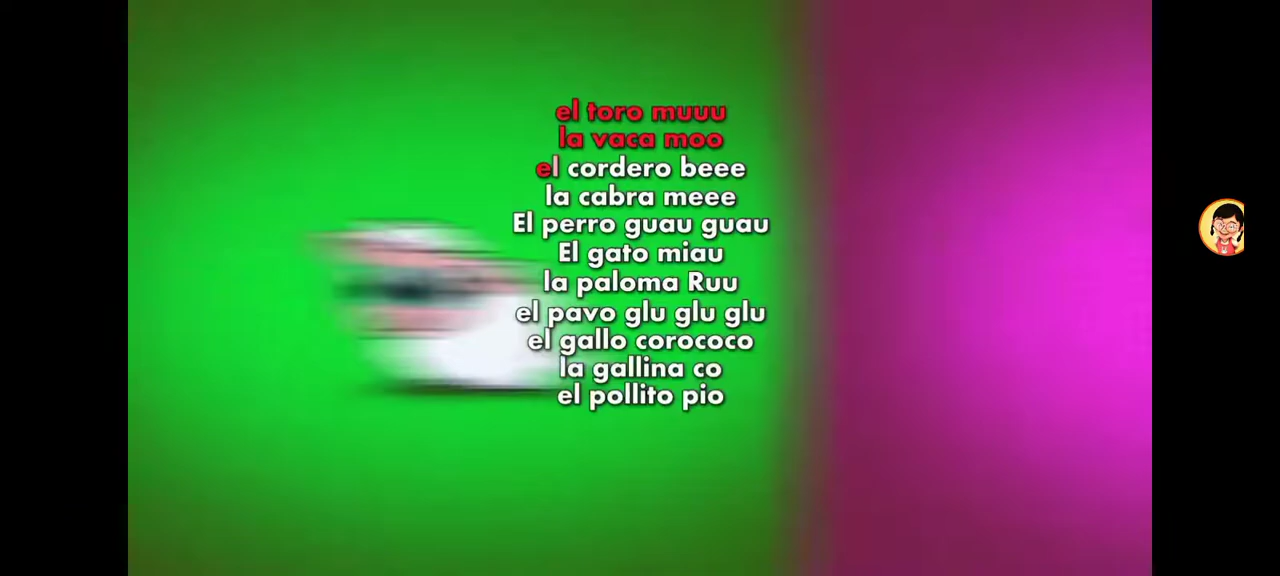 el toro muuu
la vaca moo
el cordero beee
la cabra meee
El perro guau guau
El gato miau
la paloma Ruu
el pavo glu glu glu
el gallo corococo
la gallina co
el pollito pio